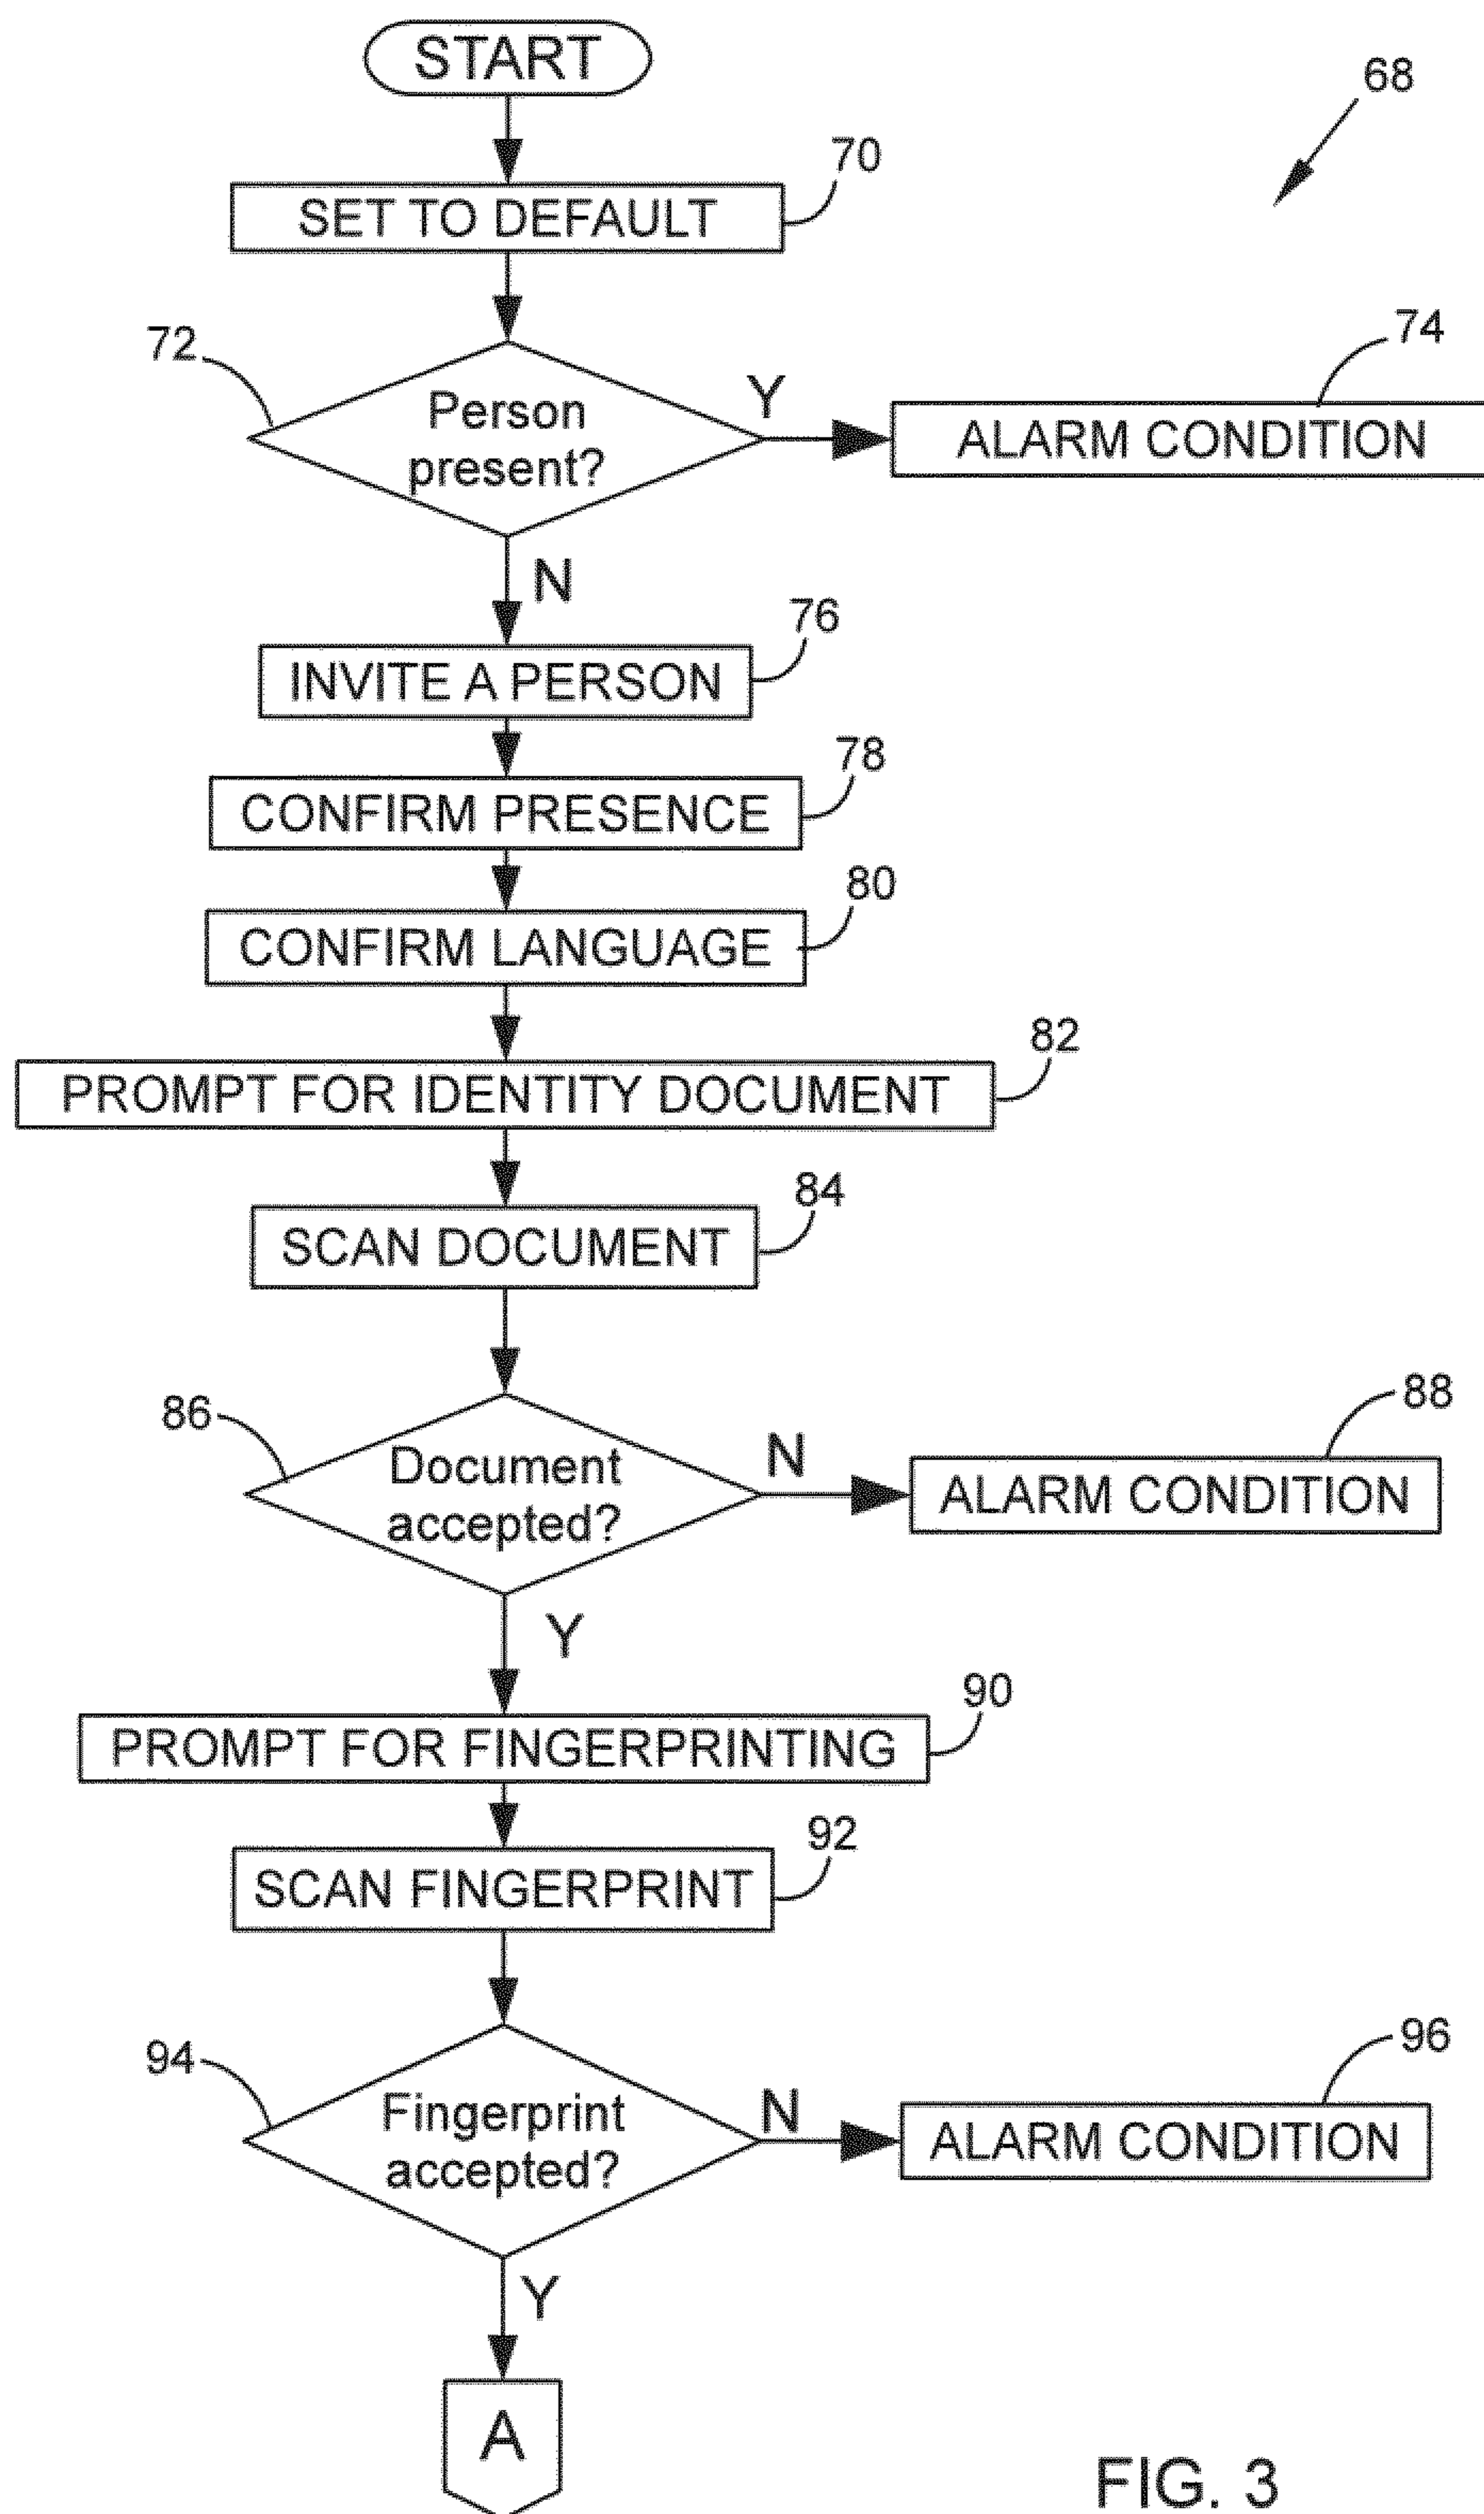 START
68
70
SET TO DEFAULT
72
74
Person
present?
Y
ALARM CONDITION
N
76
INVITE A PERSON
78
CONFIRM PRESENCE
80
CONFIRM LANGUAGE
82
PROMPT FOR IDENTITY DOCUMENT
84
SCAN DOCUMENT
86
88
Document
accepted?
N
ALARM CONDITION
Y
90
PROMPT FOR FINGERPRINTING
92
SCAN FINGERPRINT
94
96
Fingerprint
accepted?
N
ALARM CONDITION
Y
A
FIG. 3